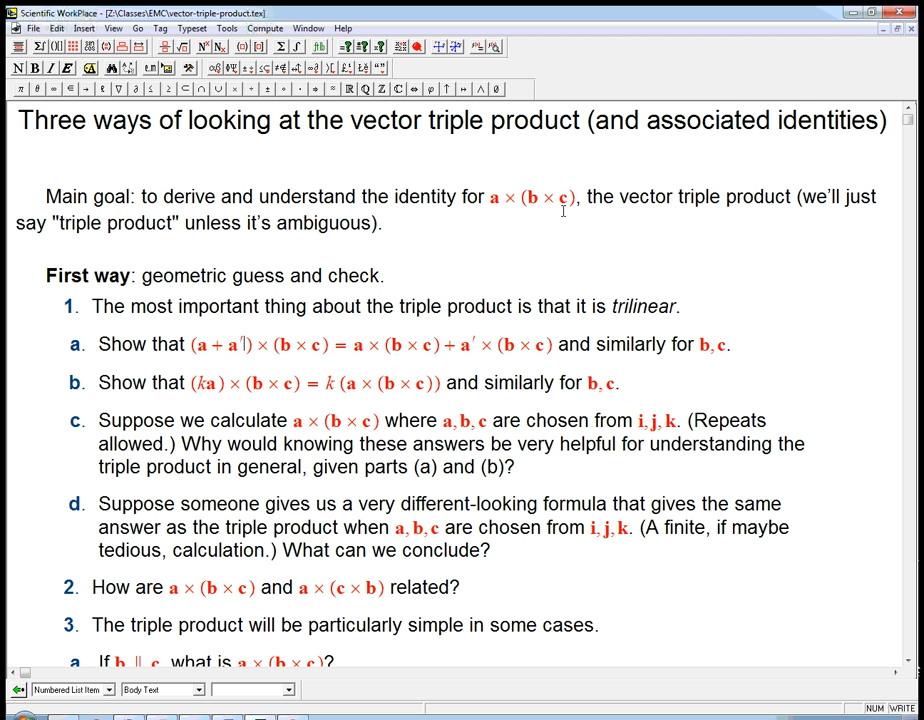 Scientific WorkPlace - [Z:\Classes\EMC\vector-triple-product.tex]
File Edit Insert View Go Tag Typeset Tools Compute Window Help
Three ways of looking at the vector triple product (and associated identities)
Main goal: to derive and understand the identity for a × (b × c), the vector triple product (we'll just
say "triple product" unless it's ambiguous).
First way: geometric guess and check.
1. The most important thing about the triple product is that it is trilinear.
a. Show that (a + a′) × (b × c) = a × (b × c) + a′ × (b × c) and similarly for b, c.
b. Show that (ka) × (b × c) = k (a × (b × c)) and similarly for b, c.
c. Suppose we calculate a × (b × c) where a, b, c are chosen from i, j, k. (Repeats
allowed.) Why would knowing these answers be very helpful for understanding the
triple product in general, given parts (a) and (b)?
d. Suppose someone gives us a very different-looking formula that gives the same
answer as the triple product when a, b, c are chosen from i, j, k. (A finite, if maybe
tedious, calculation.) What can we conclude?
2. How are a × (b × c) and a × (c × b) related?
3. The triple product will be particularly simple in some cases.
a. If b ∥ c, what is a × (b × c)?
Numbered List Item Body Text
NUM WRITE